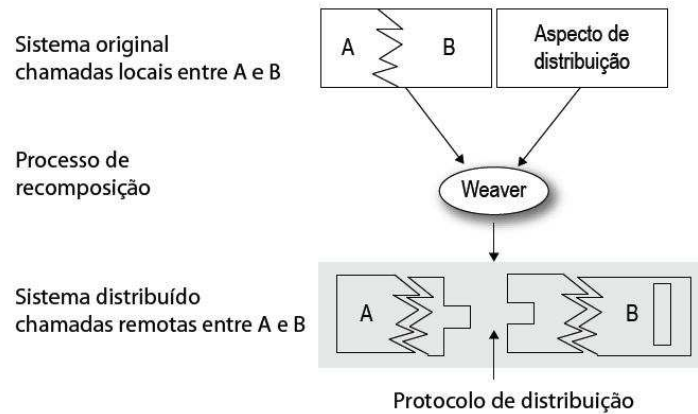 Sistema original
chamadas locais entre A e B
A
B
Aspecto de
distribuição
Processo de
recomposição
Weaver
Sistema distribuído
chamadas remotas entre A e B
A
B
Protocolo de distribuição